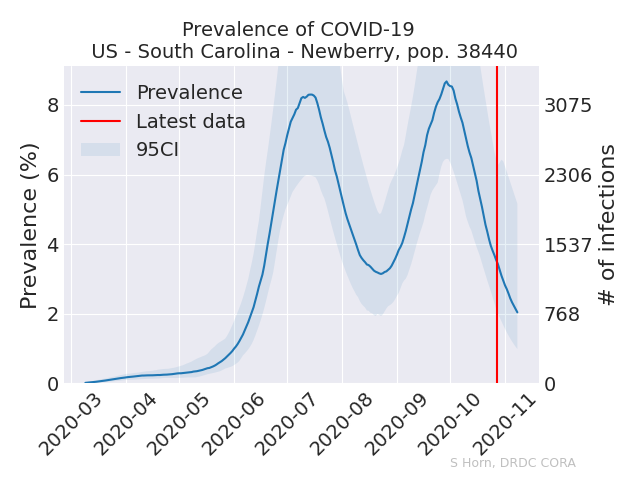 Prevalence of COVID-19
US - South Carolina - Newberry, pop. 38440
Prevalence
Latest data
95CI
Prevalence (%)
8
6
4
2
0
3075
2306
1537
768
0
# of infections
2020-03
2020-04
2020-05
2020-06
2020-07
2020-08
2020-09
2020-10
2020-11
S Horn, DRDC CORA